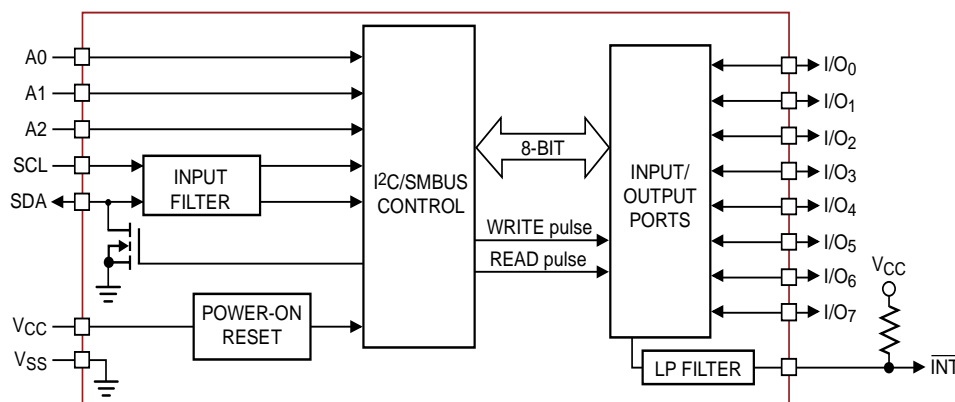 A0
A1
A2
SCL
SDA
VCC
VSS
INPUT
FILTER
POWER-ON
RESET
I²C/SMBUS
CONTROL
8-BIT
WRITE pulse
READ pulse
INPUT/
OUTPUT
PORTS
LP FILTER
I/O₀
I/O₁
I/O₂
I/O₃
I/O₄
I/O₅
I/O₆
I/O₇
VCC
INT